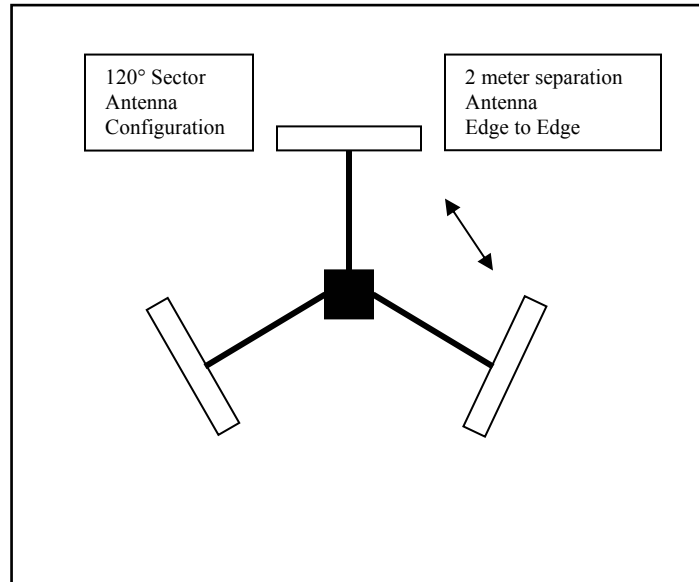 120° Sector
Antenna
Configuration
2 meter separation
Antenna
Edge to Edge